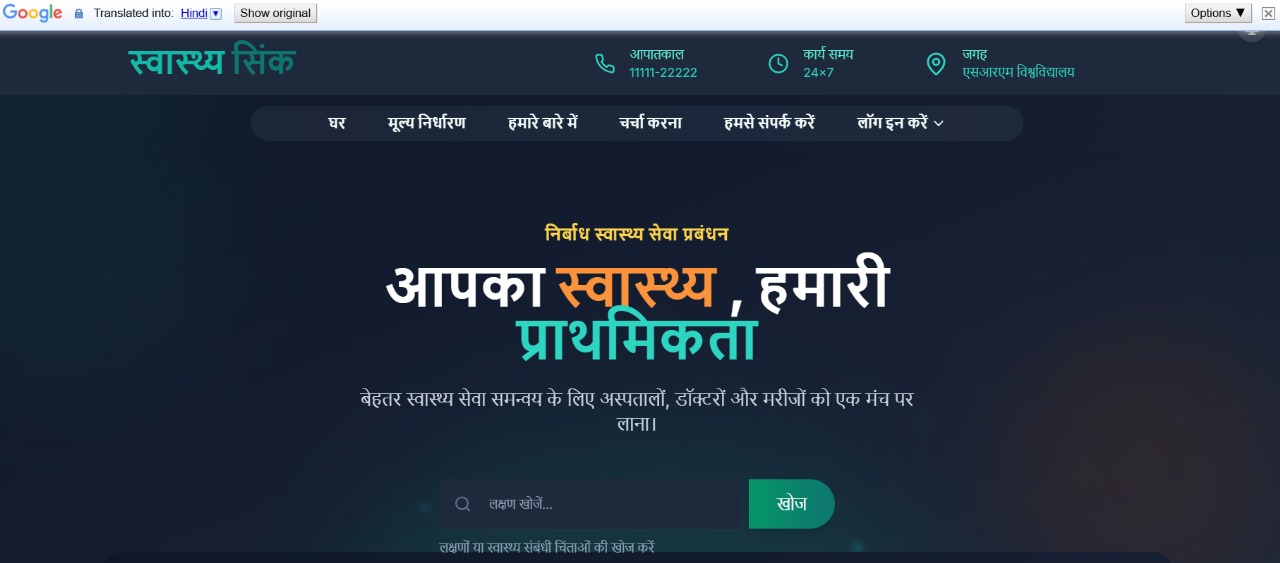 Google Translated into: Hindi Show original Options ▼
स्वास्थ्य सिंक
आपातकाल
11111-22222
कार्य समय
24×7
जगह
एसआरएम विश्वविद्यालय
घर मूल्य निर्धारण हमारे बारे में चर्चा करना हमसे संपर्क करें लॉग इन करें
निर्बाध स्वास्थ्य सेवा प्रबंधन
आपका स्वास्थ्य , हमारी
प्राथमिकता
बेहतर स्वास्थ्य सेवा समन्वय के लिए अस्पतालों, डॉक्टरों और मरीजों को एक मंच पर
लाना।
लक्षण खोजें... खोज
लक्षणों या स्वास्थ्य संबंधी चिंताओं की खोज करें